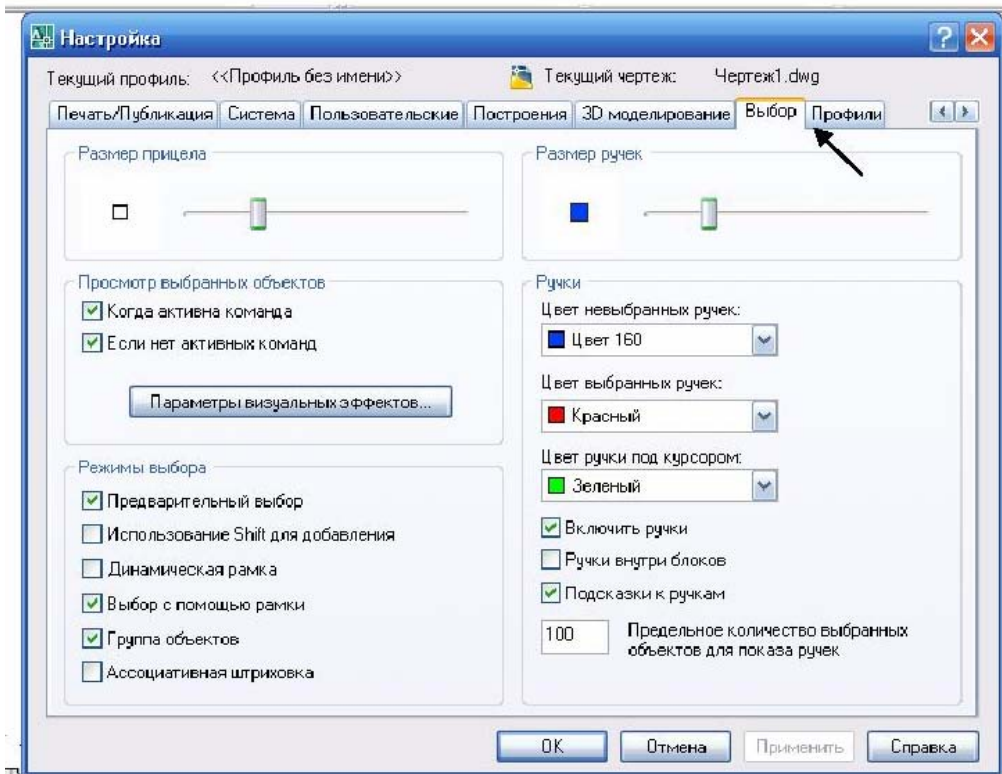 Настройка
Текущий профиль: <<Профиль без имени>> Текущий чертеж: Чертеж1.dwg
Печать/Публикация Система Пользовательские Построения 3D моделирование Выбор Профили
Размер прицела
Размер ручек
Просмотр выбранных объектов
Когда активна команда
Если нет активных команд
Параметры визуальных эффектов...
Режимы выбора
Предварительный выбор
Использование Shift для добавления
Динамическая рамка
Выбор с помощью рамки
Группа объектов
Ассоциативная штриховка
Ручки
Цвет невыбранных ручек:
Цвет 160
Цвет выбранных ручек:
Красный
Цвет ручки под курсором:
Зеленый
Включить ручки
Ручки внутри блоков
Подсказки к ручкам
100 Предельное количество выбранных
объектов для показа ручек
OK Отмена Применить Справка